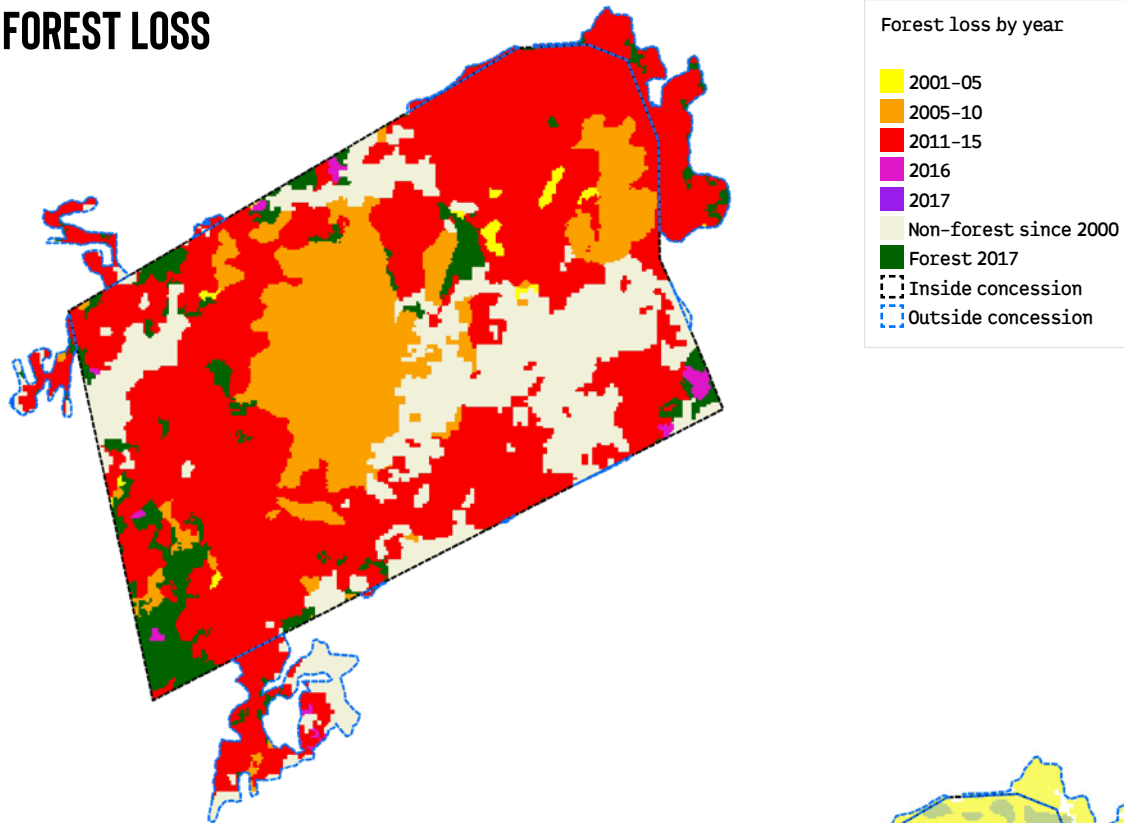 FOREST LOSS
Forest loss by year
2001–05
2005–10
2011–15
2016
2017
Non-forest since 2000
Forest 2017
Inside concession
Outside concession